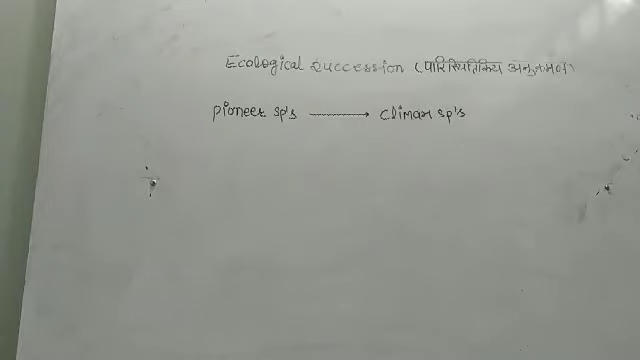 Ecological succession (पारिस्थितिकिय अनुक्रमण)
pioneer sp's ⟶ climax sp's